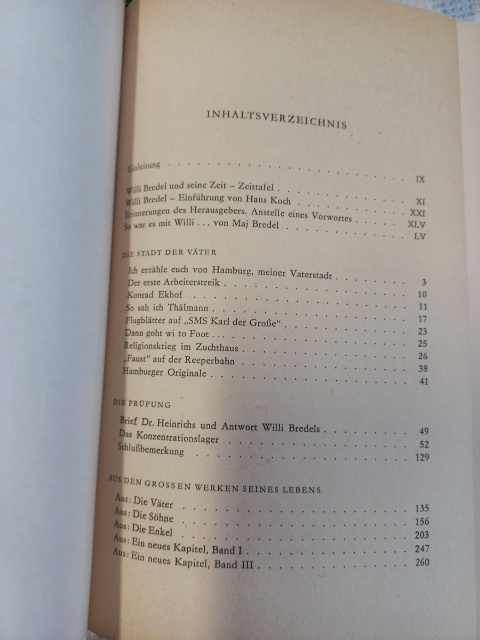 INHALTSVERZEICHNIS
Einleitung . . . . . . . . . . . . . . . . . IX
Willi Bredel und seine Zeit – Zeittafel . . . . . . . . . . XI
Willi Bredel – Einführung von Hans Koch . . . . . . . . XXI
Erinnerungen des Herausgebers. Anstelle eines Vorwortes . . . . . XLV
So war es mit Willi . . . von Maj Bredel . . . . . . . . . LV
DIE STADT DER VÄTER
Ich erzähle euch von Hamburg, meiner Vaterstadt . . . . . . 3
Der erste Arbeiterstreik . . . . . . . . . . . . . . 10
Konrad Ekhof . . . . . . . . . . . . . . . . 11
So sah ich Thälmann . . . . . . . . . . . . . . 17
Flugblätter auf „SMS Karl der Große“ . . . . . . . . . 23
Dann goht wi to Foot . . . . . . . . . . . . . . 25
Religionskrieg im Zuchthaus . . . . . . . . . . . . 26
„Faust“ auf der Reeperbahn . . . . . . . . . . . . 38
Hamburger Originale . . . . . . . . . . . . . . 41
DIE PRÜFUNG
Brief Dr. Heinrichs und Antwort Willi Bredels . . . . . . . 49
Das Konzentrationslager . . . . . . . . . . . . . 52
Schlußbemerkung . . . . . . . . . . . . . . . 129
AUS DEN GROSSEN WERKEN SEINES LEBENS
Aus: Die Väter . . . . . . . . . . . . . . . . 135
Aus: Die Söhne . . . . . . . . . . . . . . . . 156
Aus: Die Enkel . . . . . . . . . . . . . . . . 203
Aus: Ein neues Kapitel, Band I . . . . . . . . . . . 247
Aus: Ein neues Kapitel, Band III . . . . . . . . . . . 260